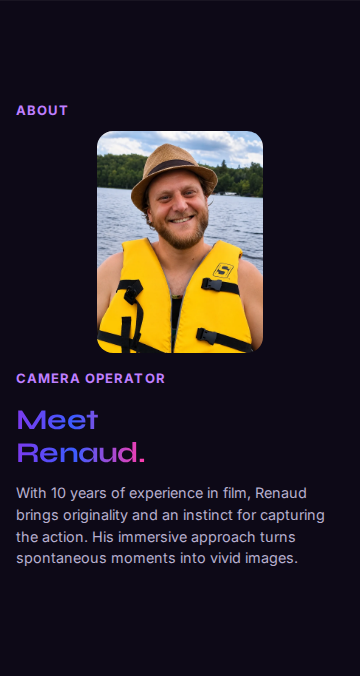 ABOUT
CAMERA OPERATOR
Meet
Renaud.
With 10 years of experience in film, Renaud
brings originality and an instinct for capturing
the action. His immersive approach turns
spontaneous moments into vivid images.